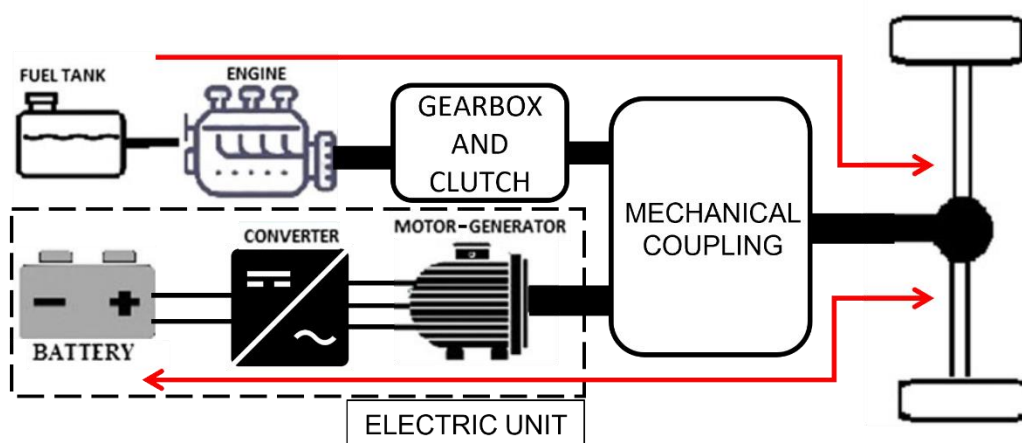 FUEL TANK
ENGINE
GEARBOX
AND
CLUTCH
MECHANICAL
COUPLING
CONVERTER
MOTOR-GENERATOR
BATTERY
ELECTRIC UNIT